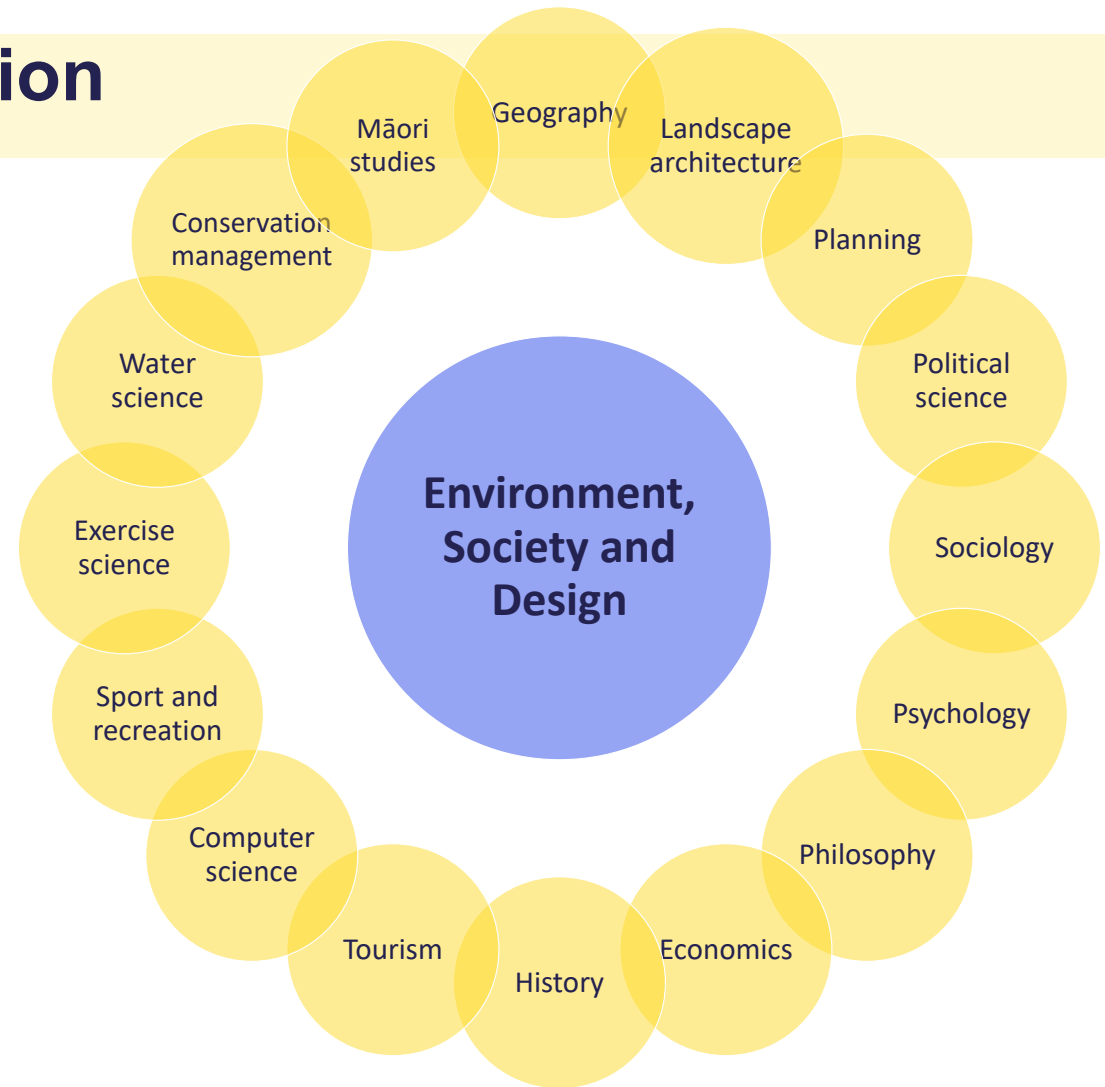 ion
Geography
Landscape
architecture
Planning
Political
science
Sociology
Psychology
Philosophy
Economics
History
Tourism
Computer
science
Sport and
recreation
Exercise
science
Water
science
Conservation
management
Māori
studies
Environment,
Society and
Design